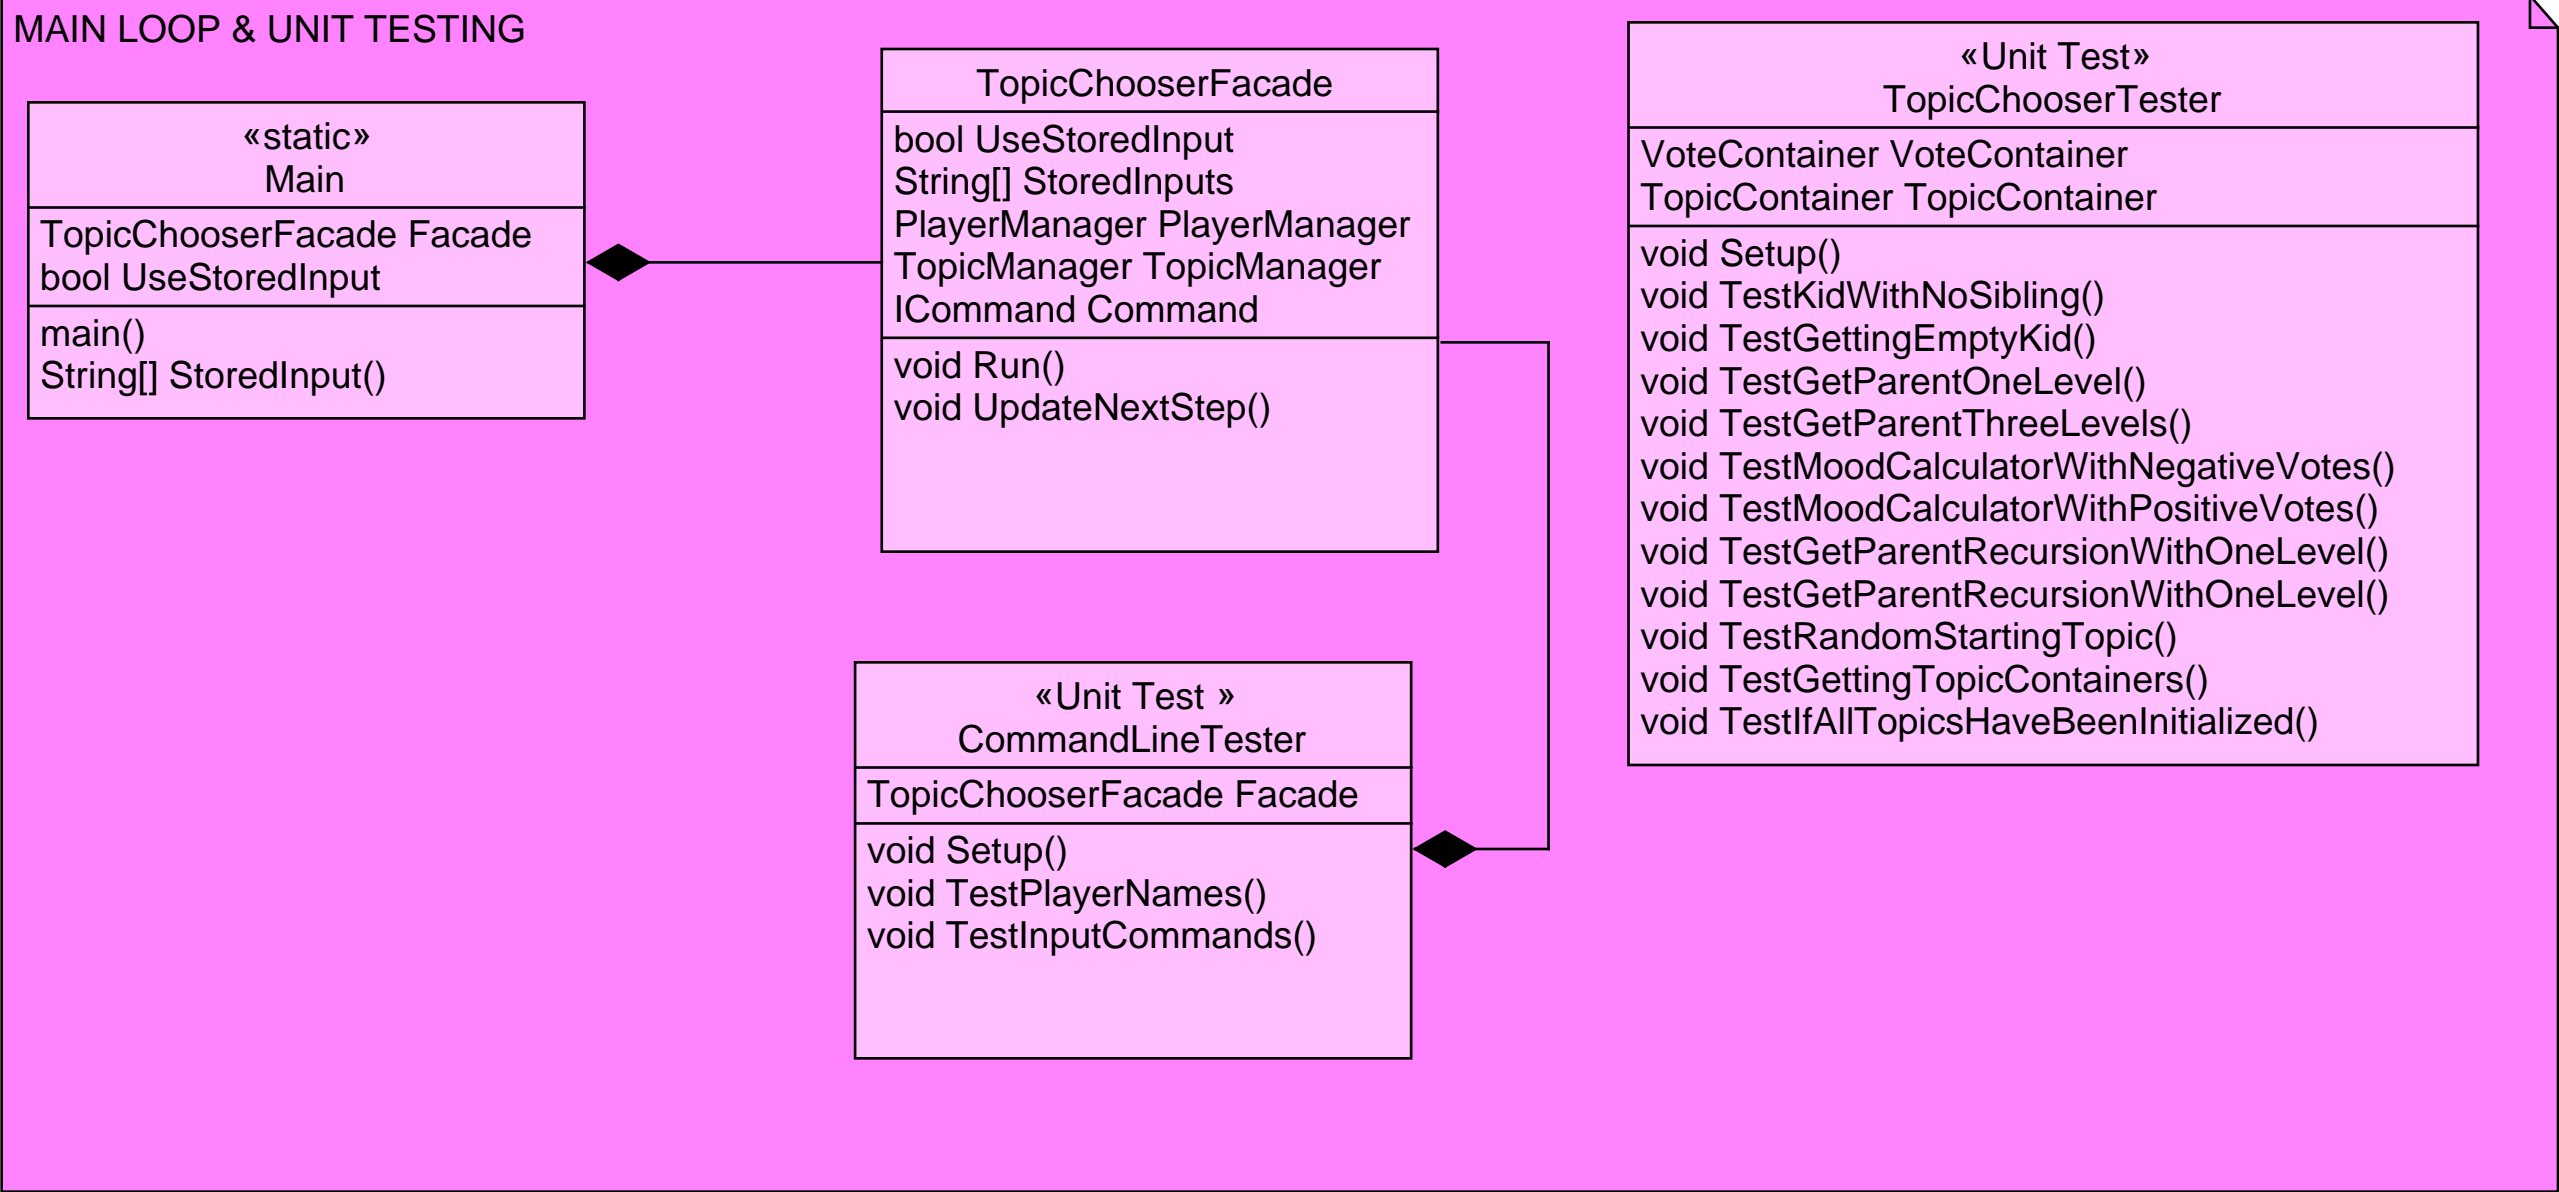 MAIN LOOP & UNIT TESTING
«static»
Main
TopicChooserFacade Facade
bool UseStoredInput
main()
String[] StoredInput()
TopicChooserFacade
bool UseStoredInput
String[] StoredInputs
PlayerManager PlayerManager
TopicManager TopicManager
ICommand Command
void Run()
void UpdateNextStep()
«Unit Test »
CommandLineTester
TopicChooserFacade Facade
void Setup()
void TestPlayerNames()
void TestInputCommands()
«Unit Test»
TopicChooserTester
VoteContainer VoteContainer
TopicContainer TopicContainer
void Setup()
void TestKidWithNoSibling()
void TestGettingEmptyKid()
void TestGetParentOneLevel()
void TestGetParentThreeLevels()
void TestMoodCalculatorWithNegativeVotes()
void TestMoodCalculatorWithPositiveVotes()
void TestGetParentRecursionWithOneLevel()
void TestGetParentRecursionWithOneLevel()
void TestRandomStartingTopic()
void TestGettingTopicContainers()
void TestIfAllTopicsHaveBeenInitialized()